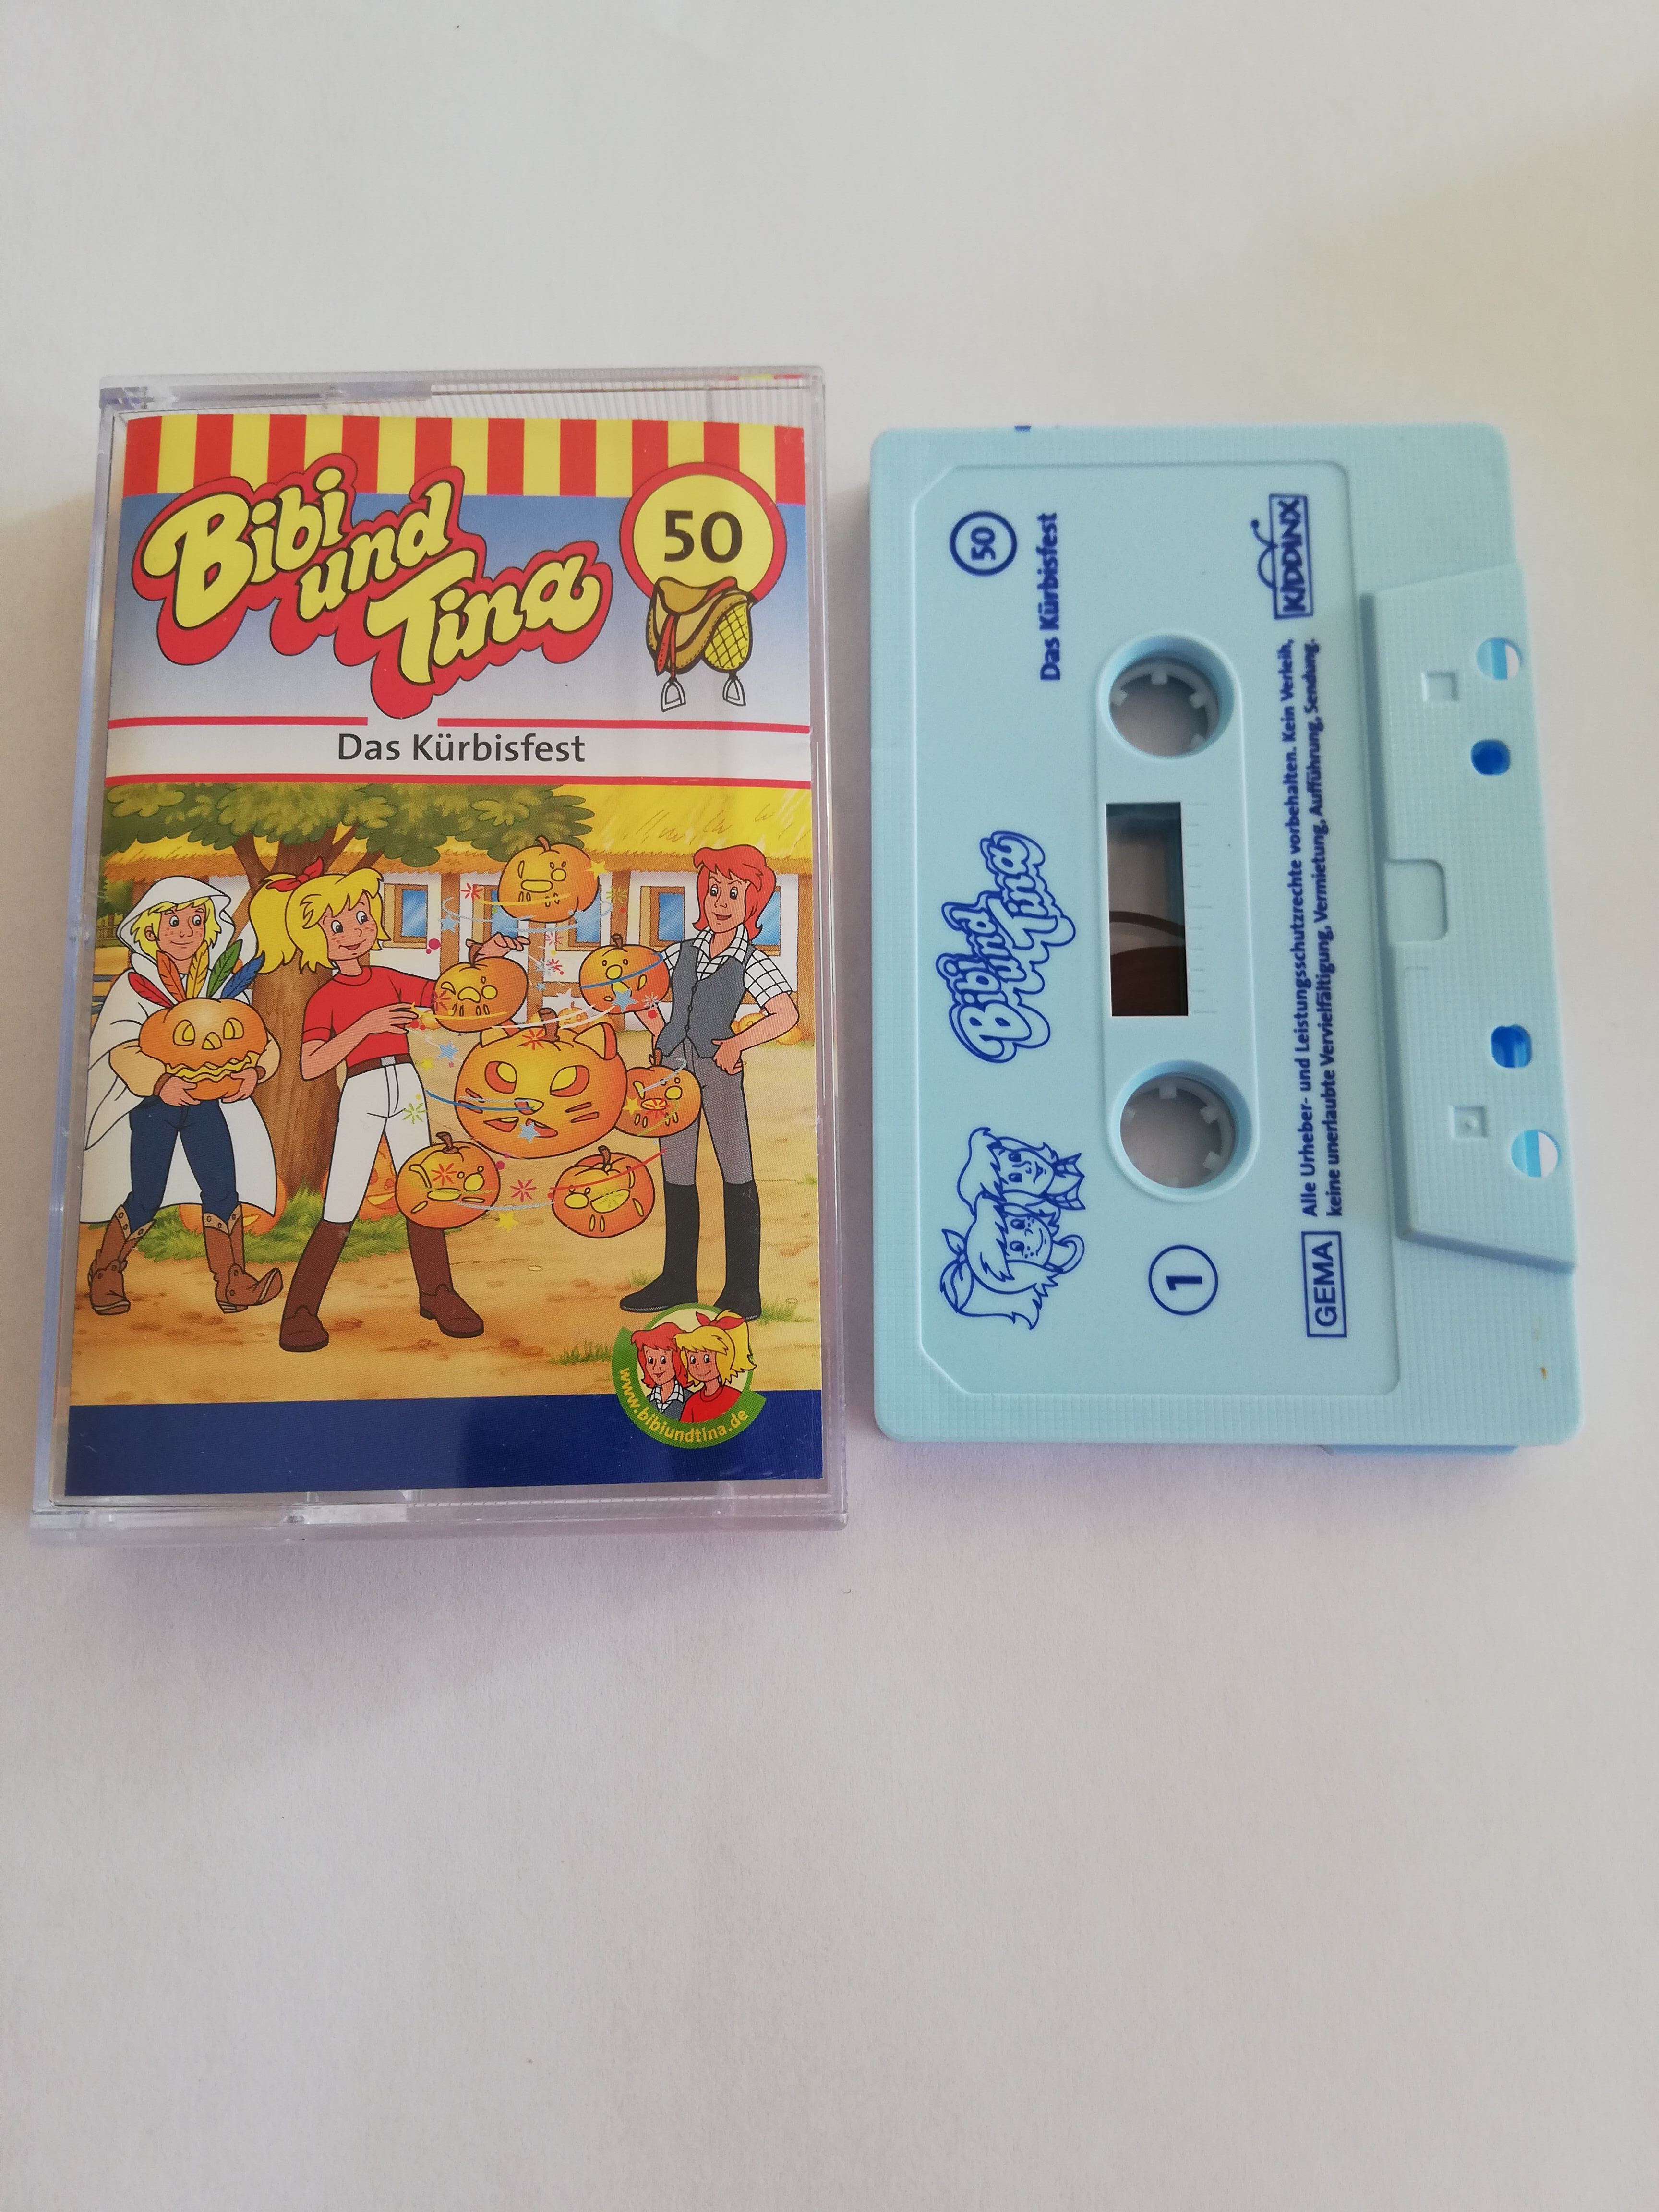 Bibi
und
Tina
50
Das Kürbisfest
www.bibiundtina.de
50
Das Kürbisfest
Bibi
und
Tina
1
KIDDINX
GEMA
Alle Urheber- und Leistungsschutzrechte vorbehalten. Kein Verleih,
keine unerlaubte Vervielfältigung, Vermietung, Aufführung, Sendung.